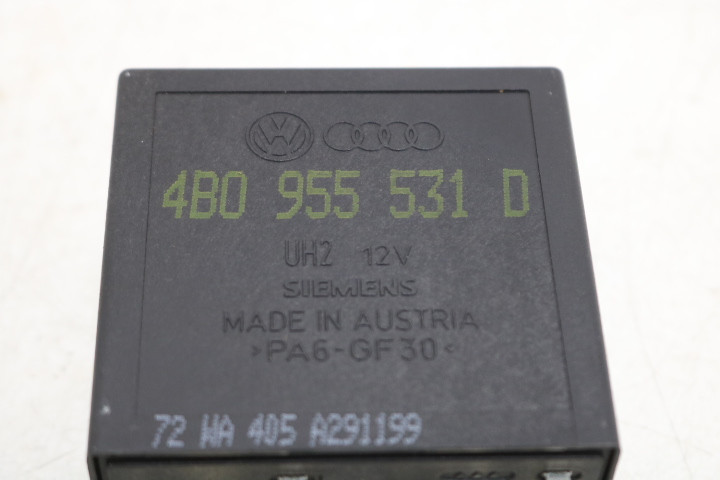 4B0 955 531 D
UH2 12V
SIEMENS
MADE IN AUSTRIA
>PA6-GF30<
72 WA 405 A291199